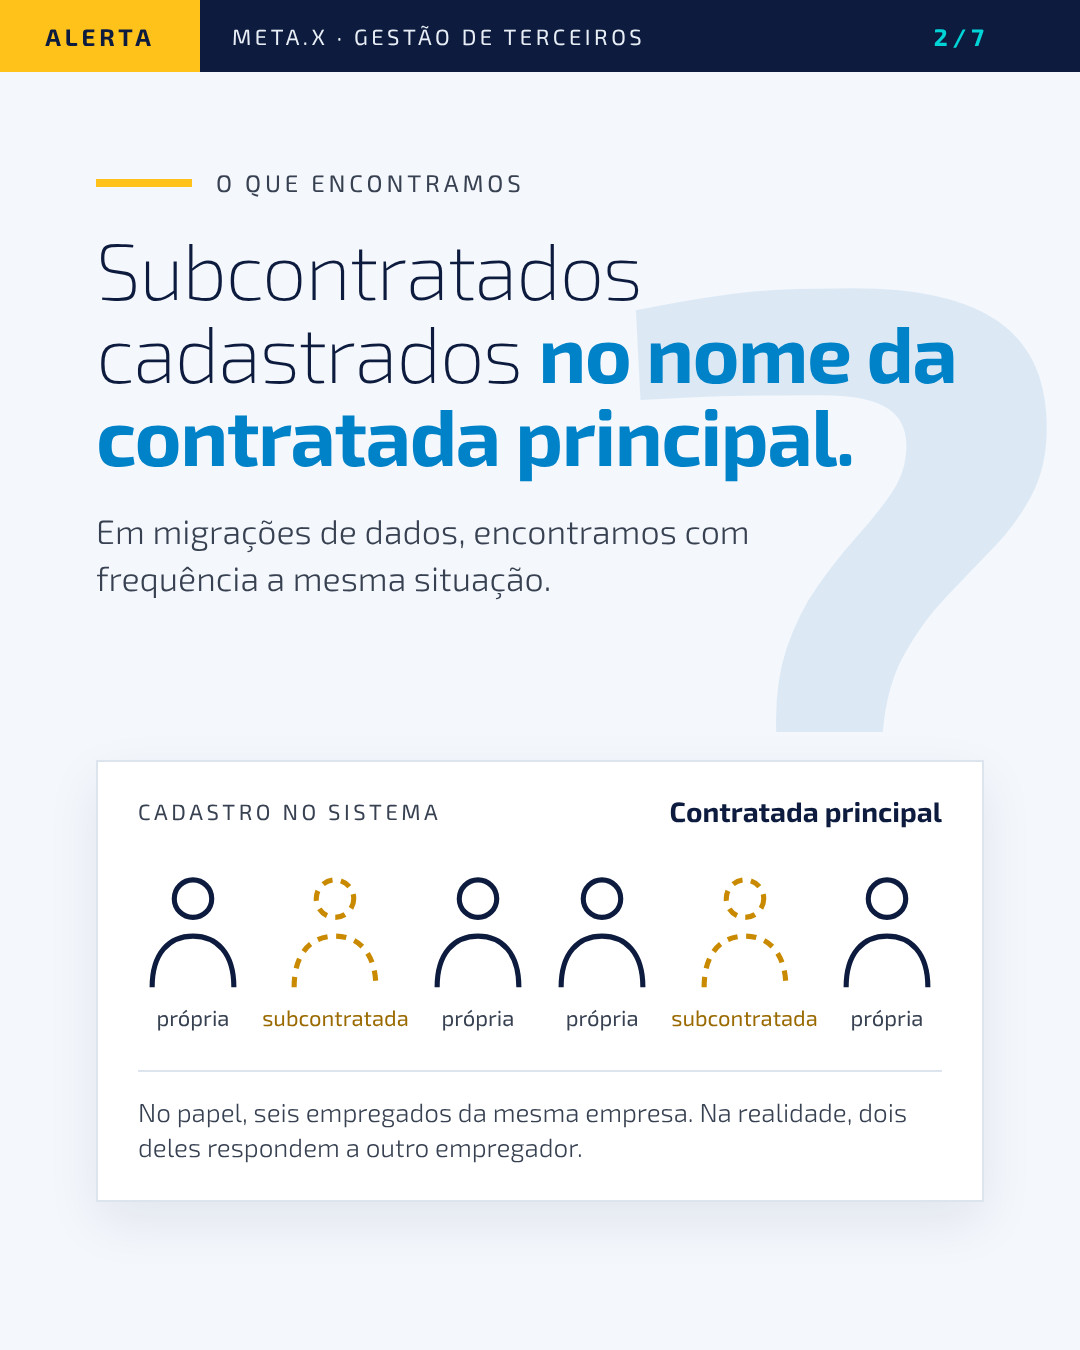 ALERTA
META.X · GESTÃO DE TERCEIROS
2/7
O QUE ENCONTRAMOS
Subcontratados
cadastrados no nome da
contratada principal.
Em migrações de dados, encontramos com
frequência a mesma situação.
?
CADASTRO NO SISTEMA
Contratada principal
própria subcontratada própria própria subcontratada própria
No papel, seis empregados da mesma empresa. Na realidade, dois
deles respondem a outro empregador.